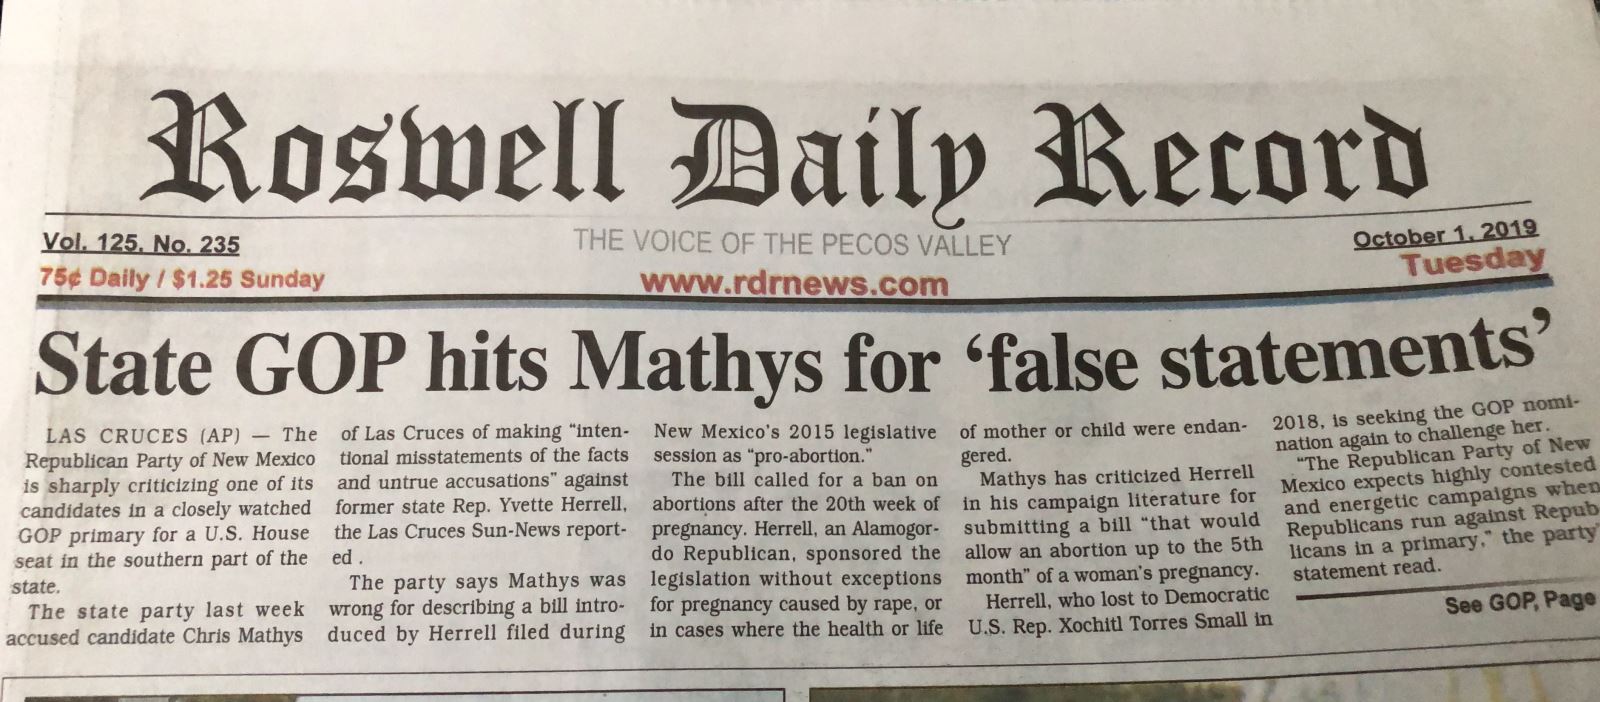 Roswell Daily Record
Vol. 125, No. 235
THE VOICE OF THE PECOS VALLEY
October 1, 2019
75¢ Daily / $1.25 Sunday
www.rdrnews.com
Tuesday
State GOP hits Mathys for ‘false statements’
LAS CRUCES (AP) — The
Republican Party of New Mexico
is sharply criticizing one of its
candidates in a closely watched
GOP primary for a U.S. House
seat in the southern part of the
state.
The state party last week
accused candidate Chris Mathys
of Las Cruces of making “inten-
tional misstatements of the facts
and untrue accusations” against
former state Rep. Yvette Herrell,
the Las Cruces Sun-News report-
ed .
The party says Mathys was
wrong for describing a bill intro-
duced by Herrell filed during
New Mexico’s 2015 legislative
session as “pro-abortion.”
The bill called for a ban on
abortions after the 20th week of
pregnancy. Herrell, an Alamogor-
do Republican, sponsored the
legislation without exceptions
for pregnancy caused by rape, or
in cases where the health or life
of mother or child were endan-
gered.
Mathys has criticized Herrell
in his campaign literature for
submitting a bill “that would
allow an abortion up to the 5th
month” of a woman’s pregnancy.
Herrell, who lost to Democratic
U.S. Rep. Xochitl Torres Small in
2018, is seeking the GOP nomi-
nation again to challenge her.
“The Republican Party of New
Mexico expects highly contested
and energetic campaigns when
Republicans run against Repub
licans in a primary,” the party
statement read.
See GOP, Page